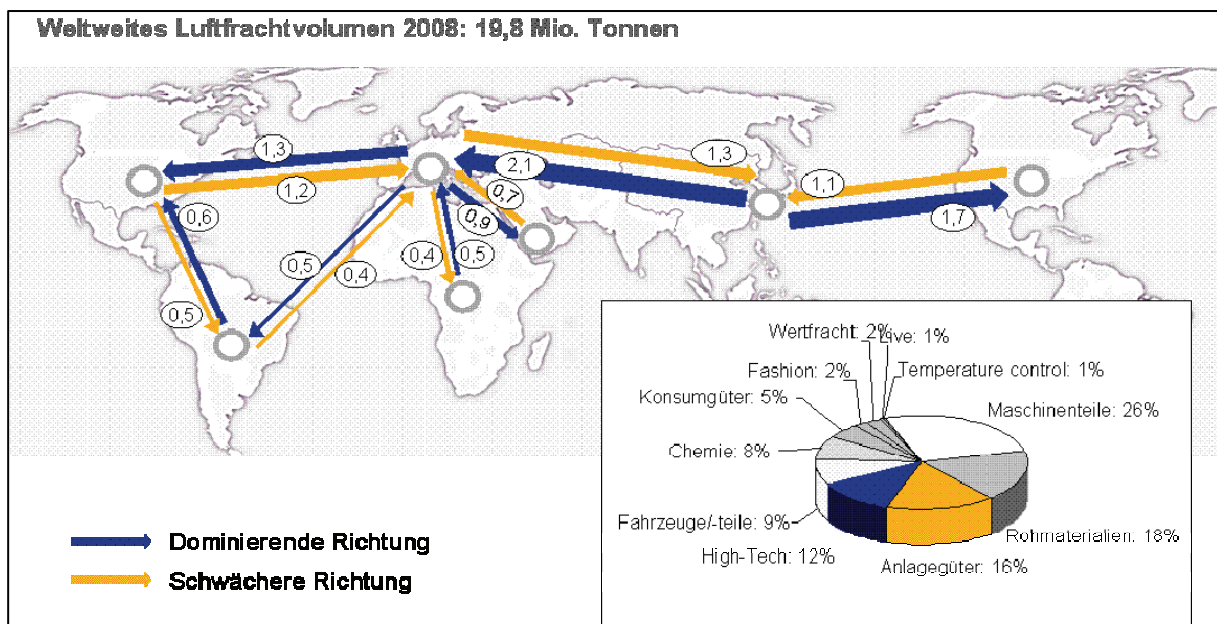 Weltweites Luftfrachtvolumen 2008: 19,8 Mio. Tonnen
1,3
1,2
0,6
0,5
0,5
0,4
0,4
0,5
0,7
0,9
2,1
1,3
1,1
1,7
Wertfracht: 2%
Live: 1%
Fashion: 2%
Temperature control: 1%
Konsumgüter: 5%
Maschinenteile: 26%
Chemie: 8%
Fahrzeuge/-teile: 9%
Rohmaterialien: 18%
High-Tech: 12%
Anlagegüter: 16%
Dominierende Richtung
Schwächere Richtung